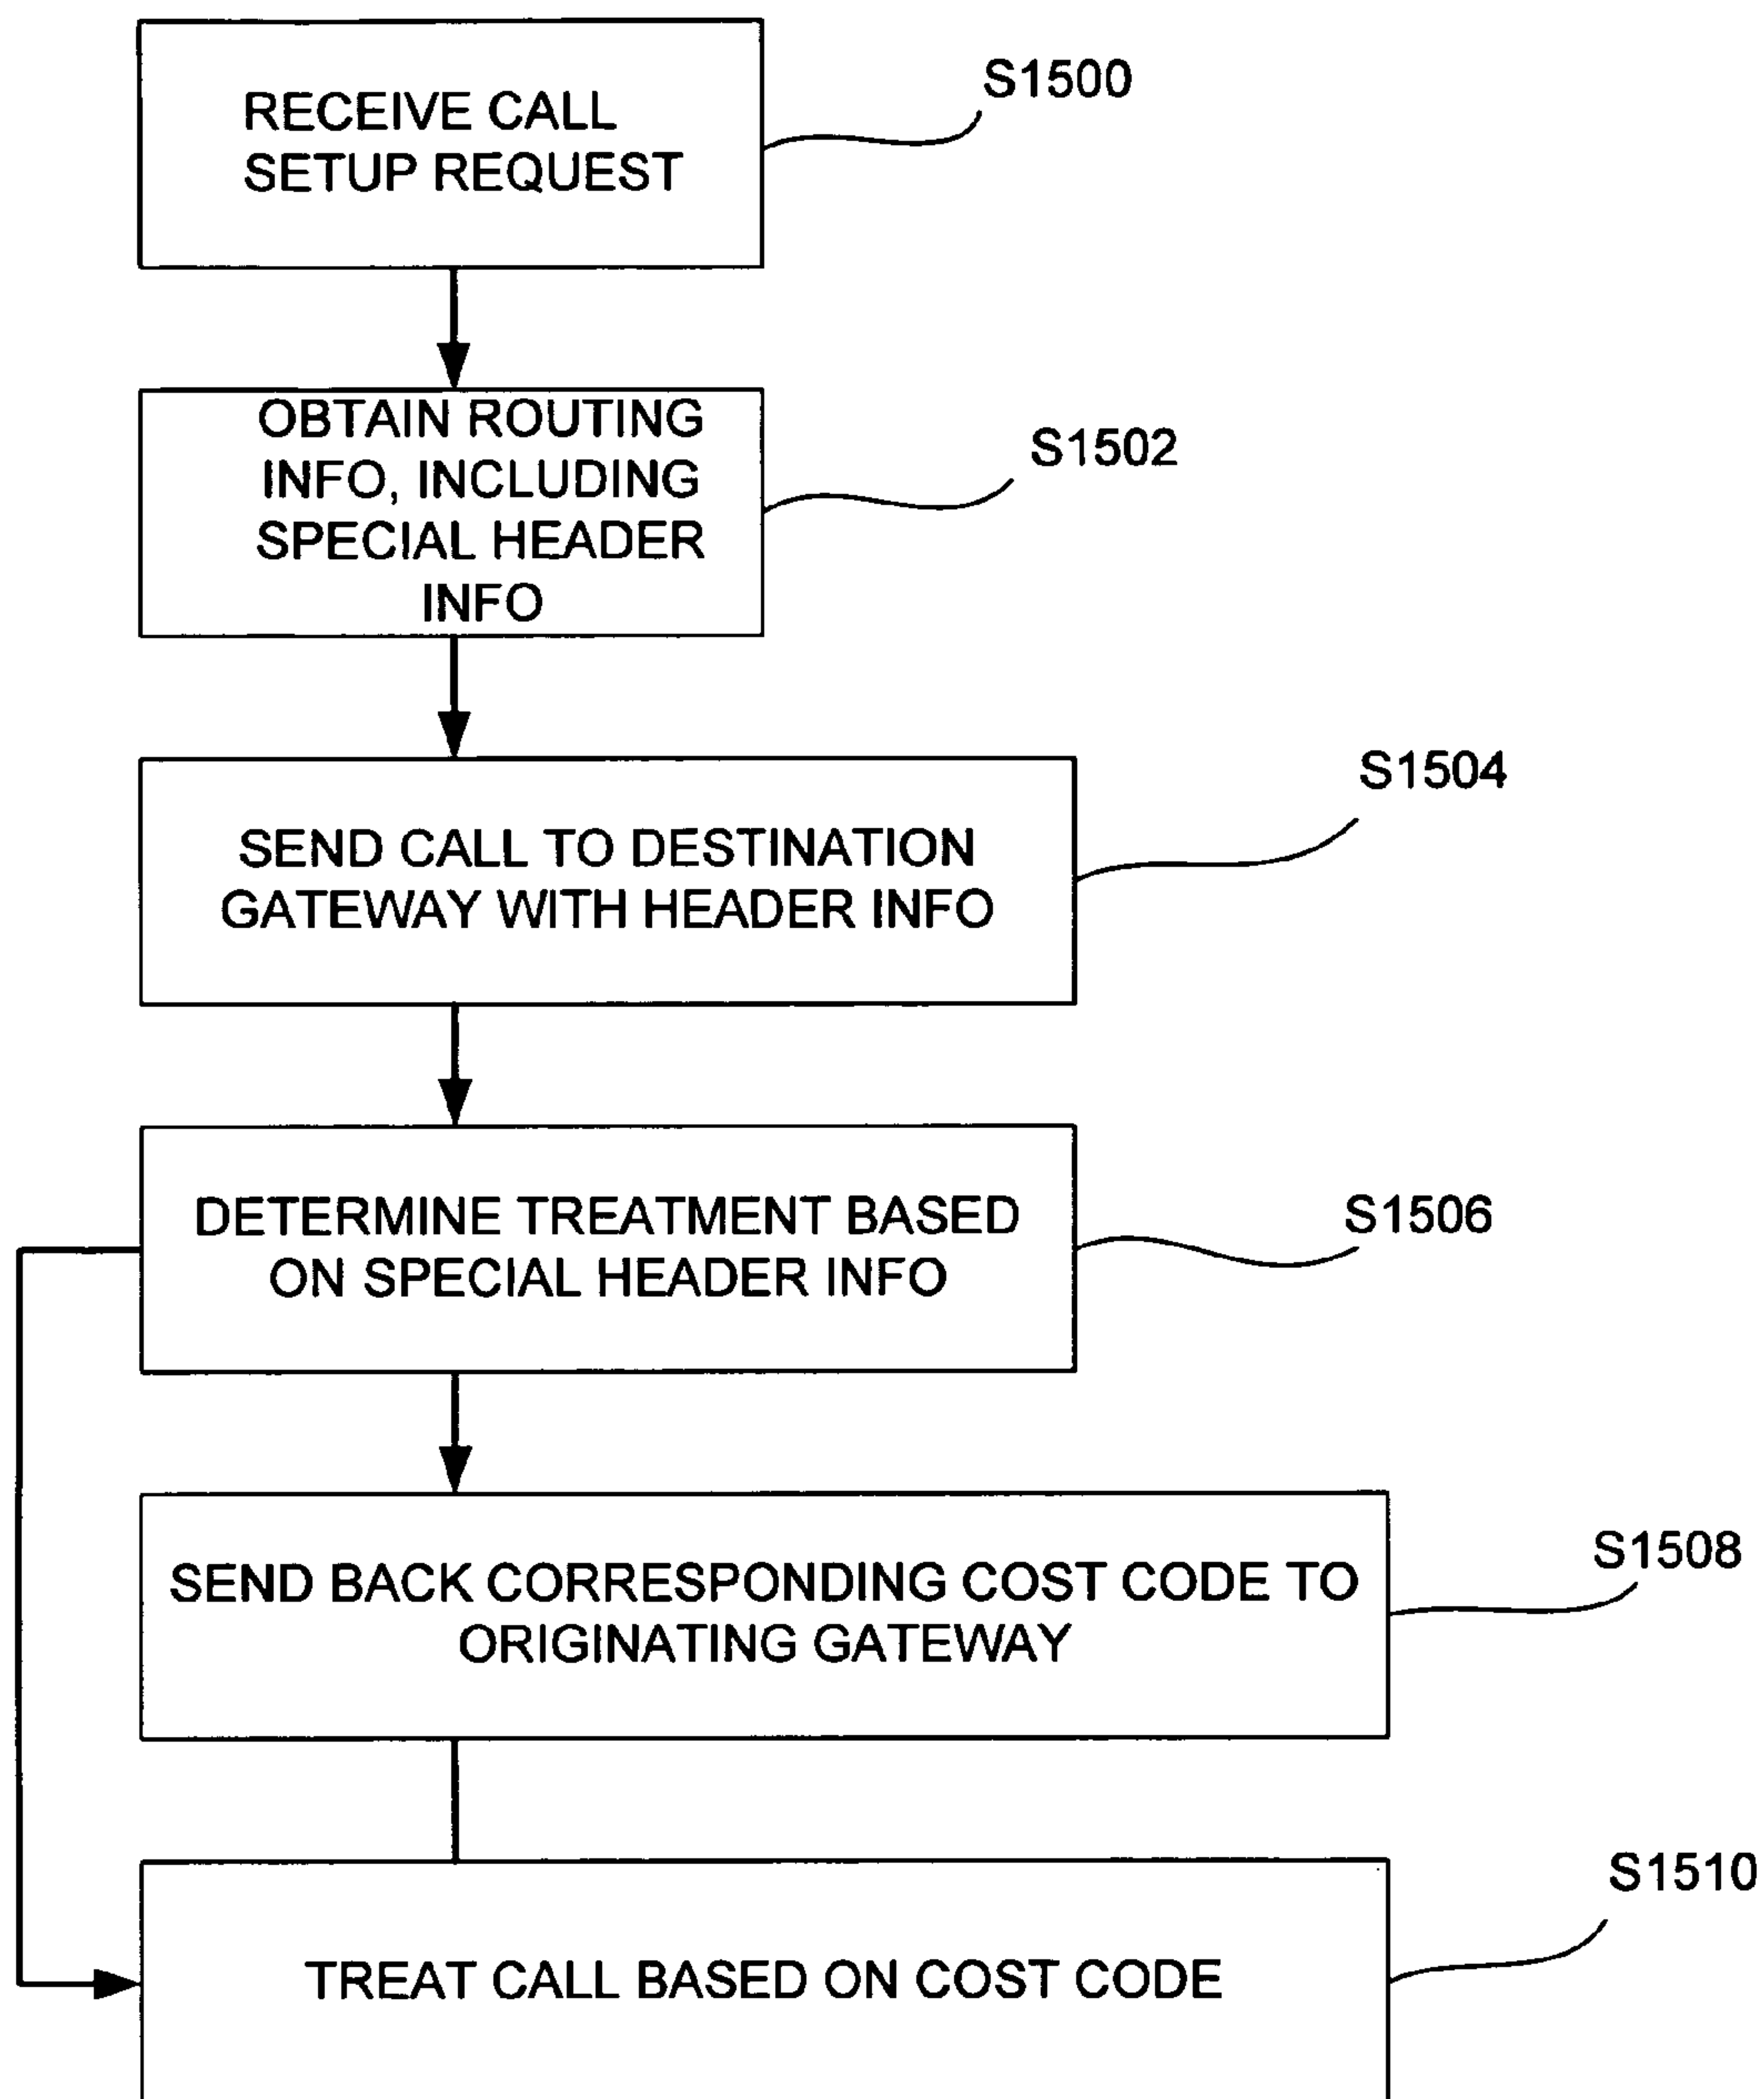 RECEIVE CALL
SETUP REQUEST
S1500
OBTAIN ROUTING
INFO, INCLUDING
SPECIAL HEADER
INFO
S1502
SEND CALL TO DESTINATION
GATEWAY WITH HEADER INFO
S1504
DETERMINE TREATMENT BASED
ON SPECIAL HEADER INFO
S1506
SEND BACK CORRESPONDING COST CODE TO
ORIGINATING GATEWAY
S1508
TREAT CALL BASED ON COST CODE
S1510